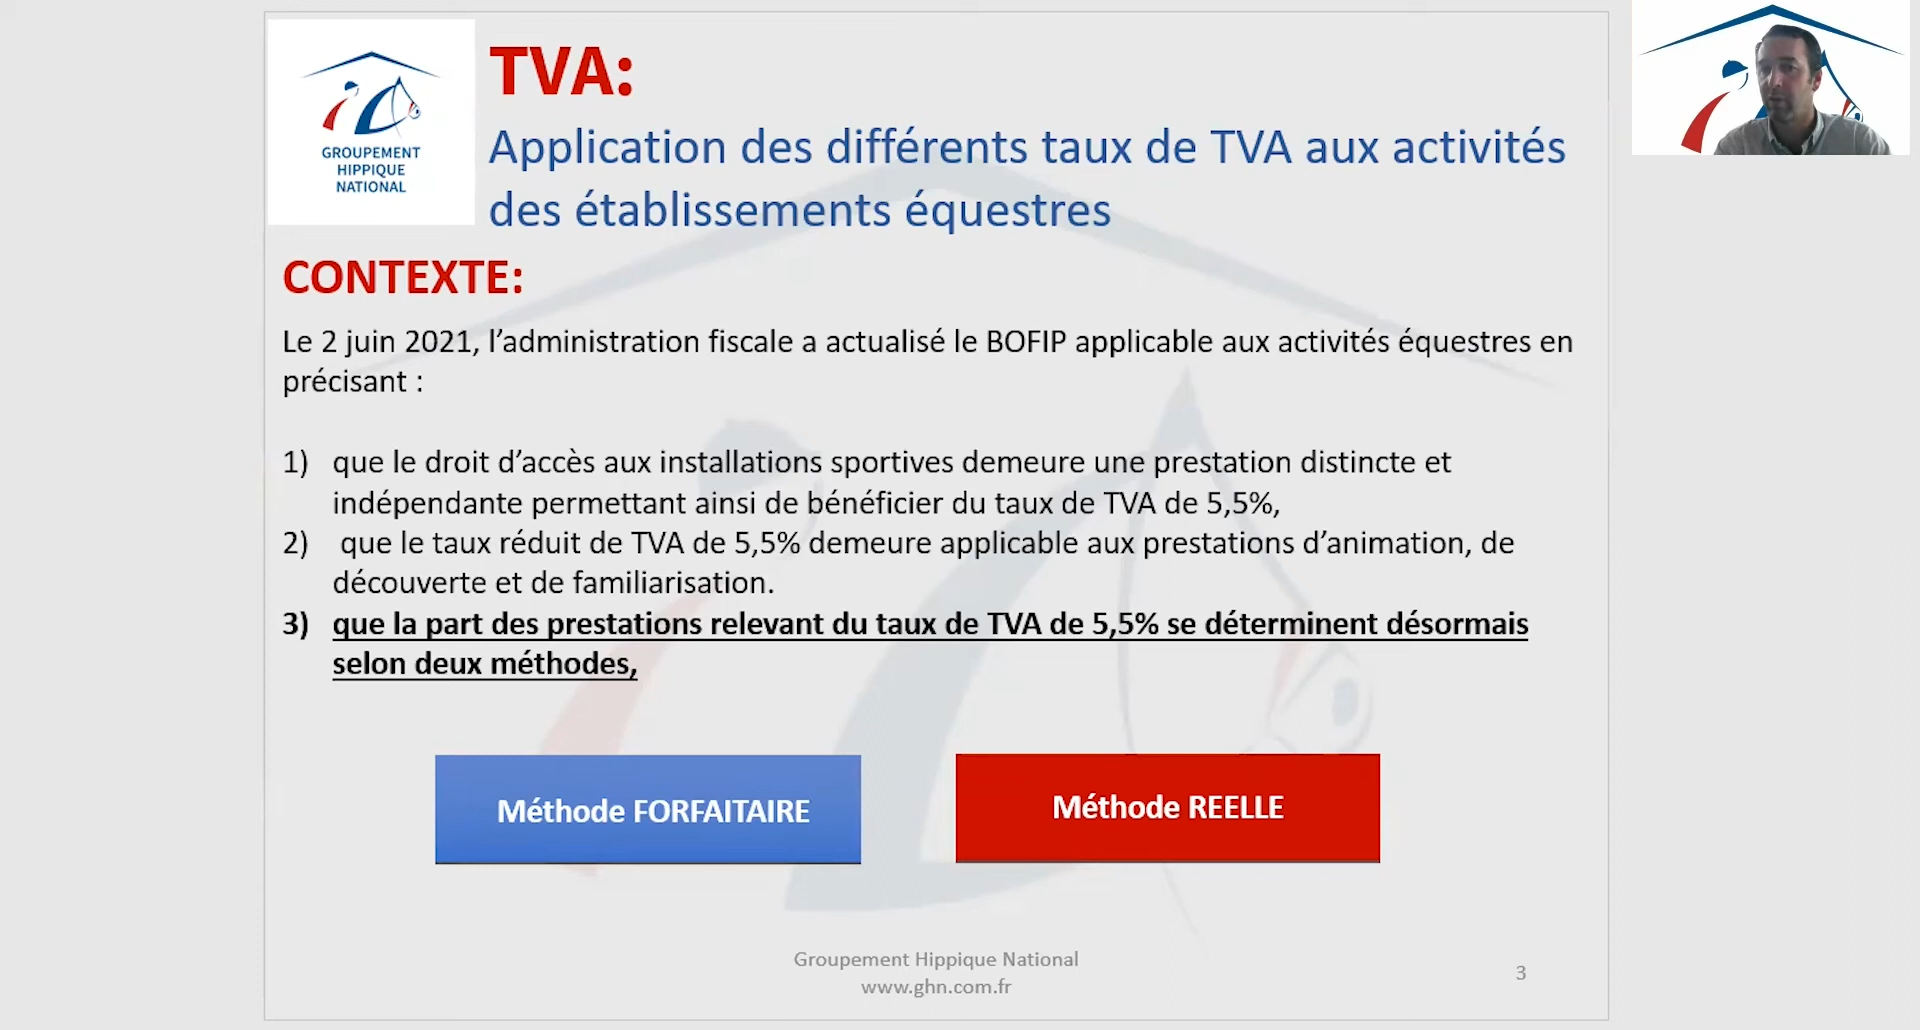 GROUPEMENT
HIPPIQUE
NATIONAL
TVA:
Application des différents taux de TVA aux activités
des établissements équestres
CONTEXTE:
Le 2 juin 2021, l’administration fiscale a actualisé le BOFIP applicable aux activités équestres en
précisant :
1) que le droit d’accès aux installations sportives demeure une prestation distincte et
indépendante permettant ainsi de bénéficier du taux de TVA de 5,5%,
2) que le taux réduit de TVA de 5,5% demeure applicable aux prestations d’animation, de
découverte et de familiarisation.
3) que la part des prestations relevant du taux de TVA de 5,5% se déterminent désormais
selon deux méthodes,
Méthode FORFAITAIRE
Méthode REELLE
Groupement Hippique National
www.ghn.com.fr
3